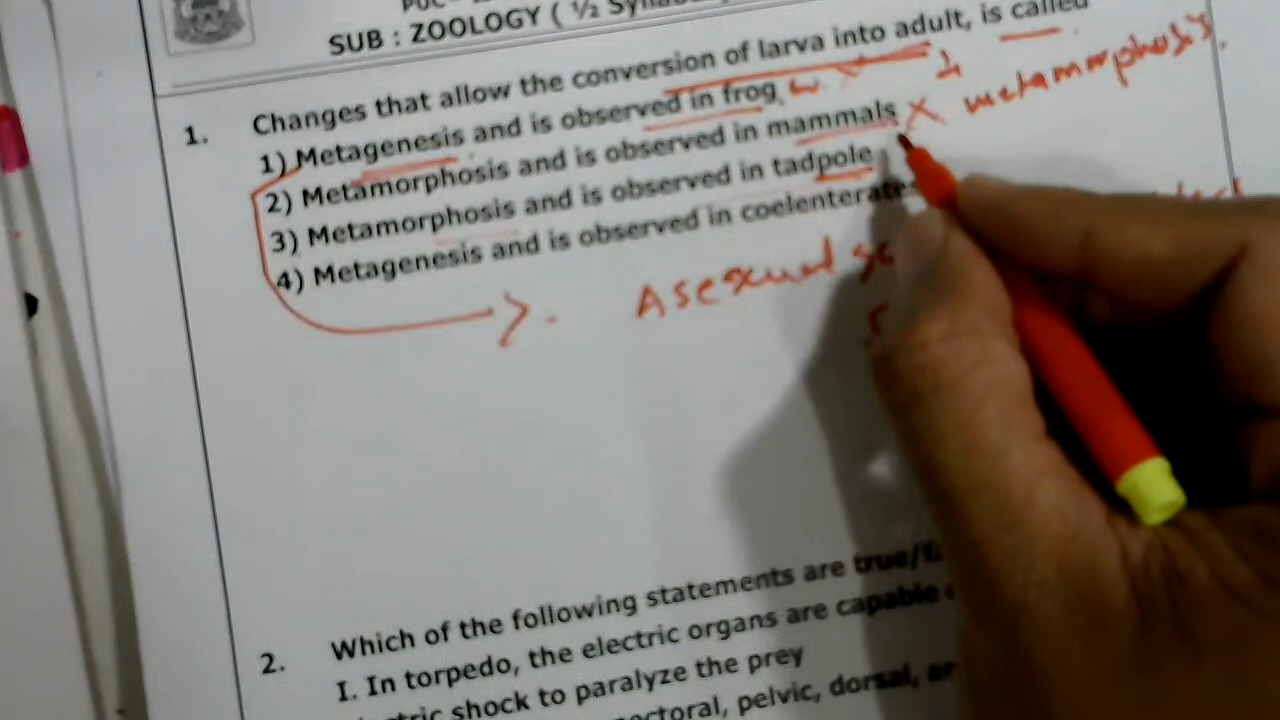 PUC
SUB : ZOOLOGY ( ½
1. Changes that allow the conversion of larva into adult, is called
1) Metagenesis and is observed in frog
metamorphosis.
2) Metamorphosis and is observed in mammals X
3) Metamorphosis and is observed in tadpole
4) Metagenesis and is observed in
Asexual
2. Which of the following statements are
I. In torpedo, the electric organs are capable
shock to paralyze the prey
pelvic, dorsal,